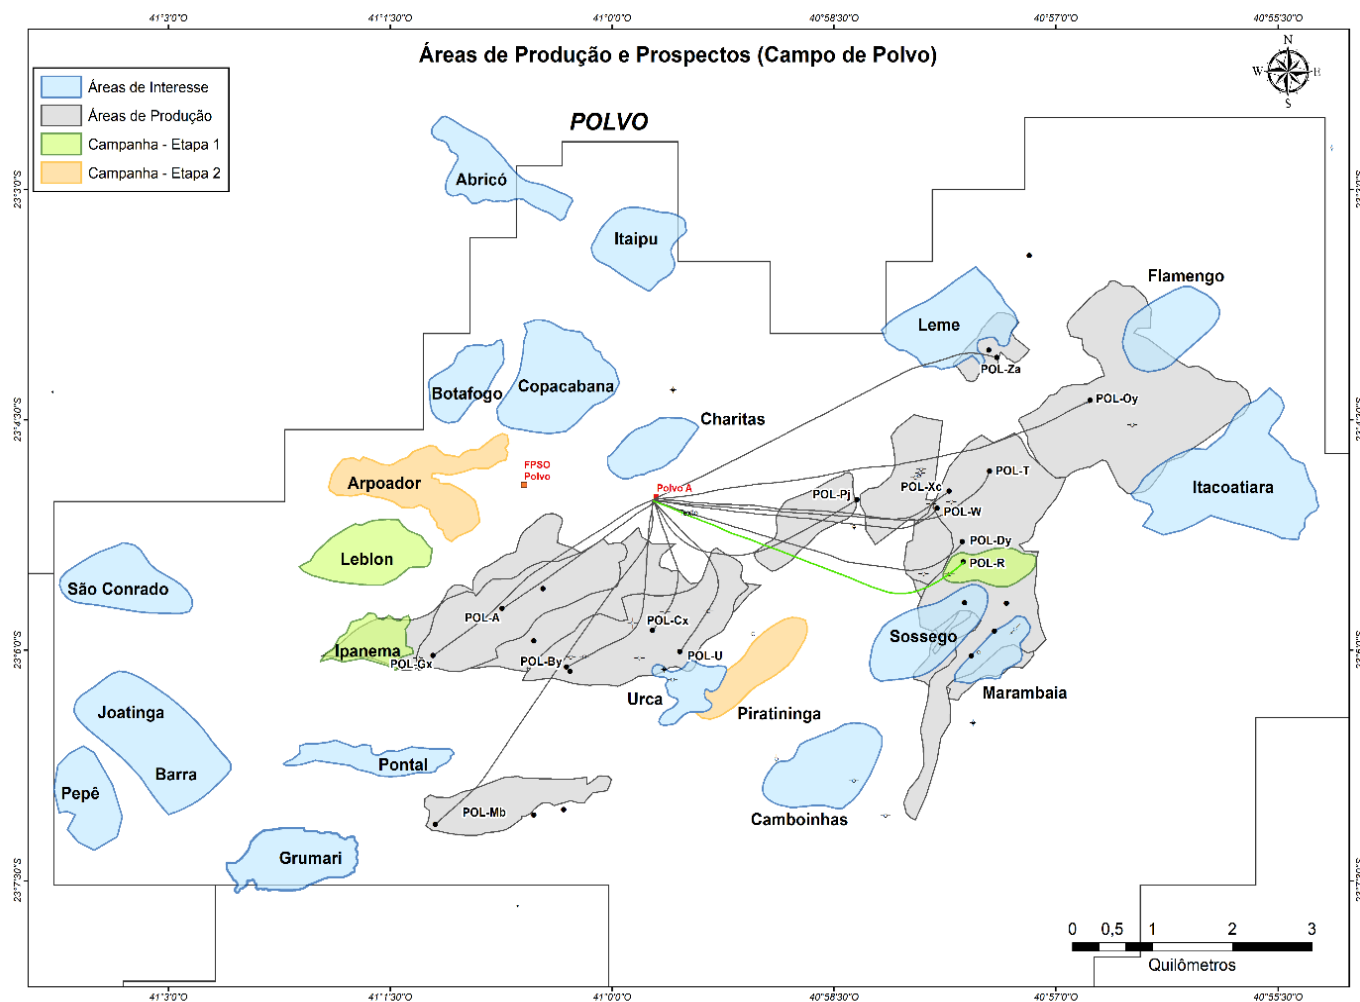 41°3'0"W
41°1'30"W
41°0'0"W
40°58'30"W
40°57'0"W
40°55'30"W
Áreas de Produção e Prospectos (Campo de Polvo)
N
W
E
S
Áreas de Interesse
Áreas de Produção
Campanha - Etapa 1
Campanha - Etapa 2
POLVO
Abricó
23°3'0"S
Itaipu
Flamengo
Leme
POL-Za
Botafogo
Copacabana
POL-Oy
Charitas
FPSO
Polvo
Arpoador
Polvo A
POL-T
POL-Xc
POL-Pj
POL-W
Itacoatiara
POL-Dy
Leblon
POL-R
São Conrado
POL-A
POL-Cx
Sossego
Ipanema
POL-Gx
POL-By
POL-U
23°6'0"S
Urca
Marambaia
Joatinga
Piratininga
Pontal
Barra
Pepê
POL-Mb
Camboinhas
Grumari
23°7'30"S
23°7'30"S
0 0,5 1 2 3
Quilômetros
41°3'0"W
41°1'30"W
41°0'0"W
40°58'30"W
40°57'0"W
40°55'30"W